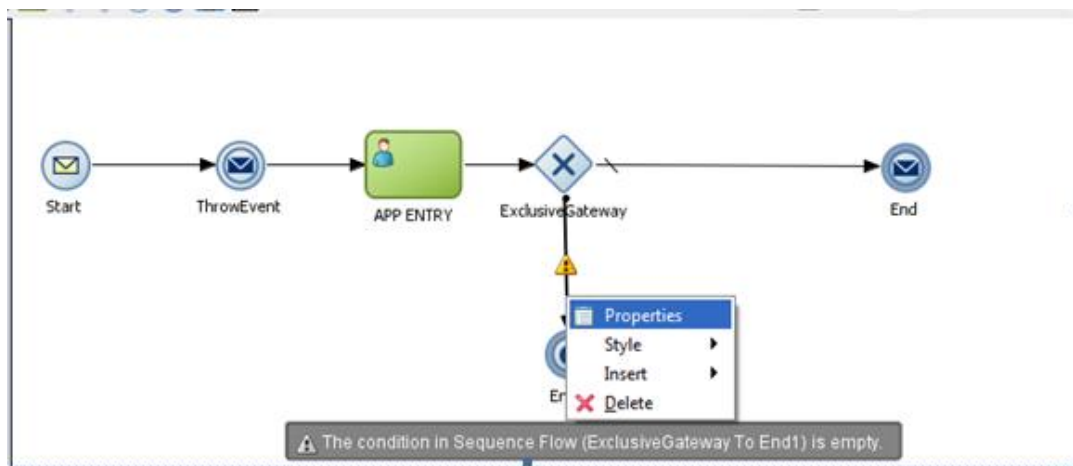 Start
ThrowEvent
APP ENTRY
ExclusiveGateway
End
Properties
Style
Insert
Delete
The condition in Sequence Flow (ExclusiveGateway To End1) is empty.